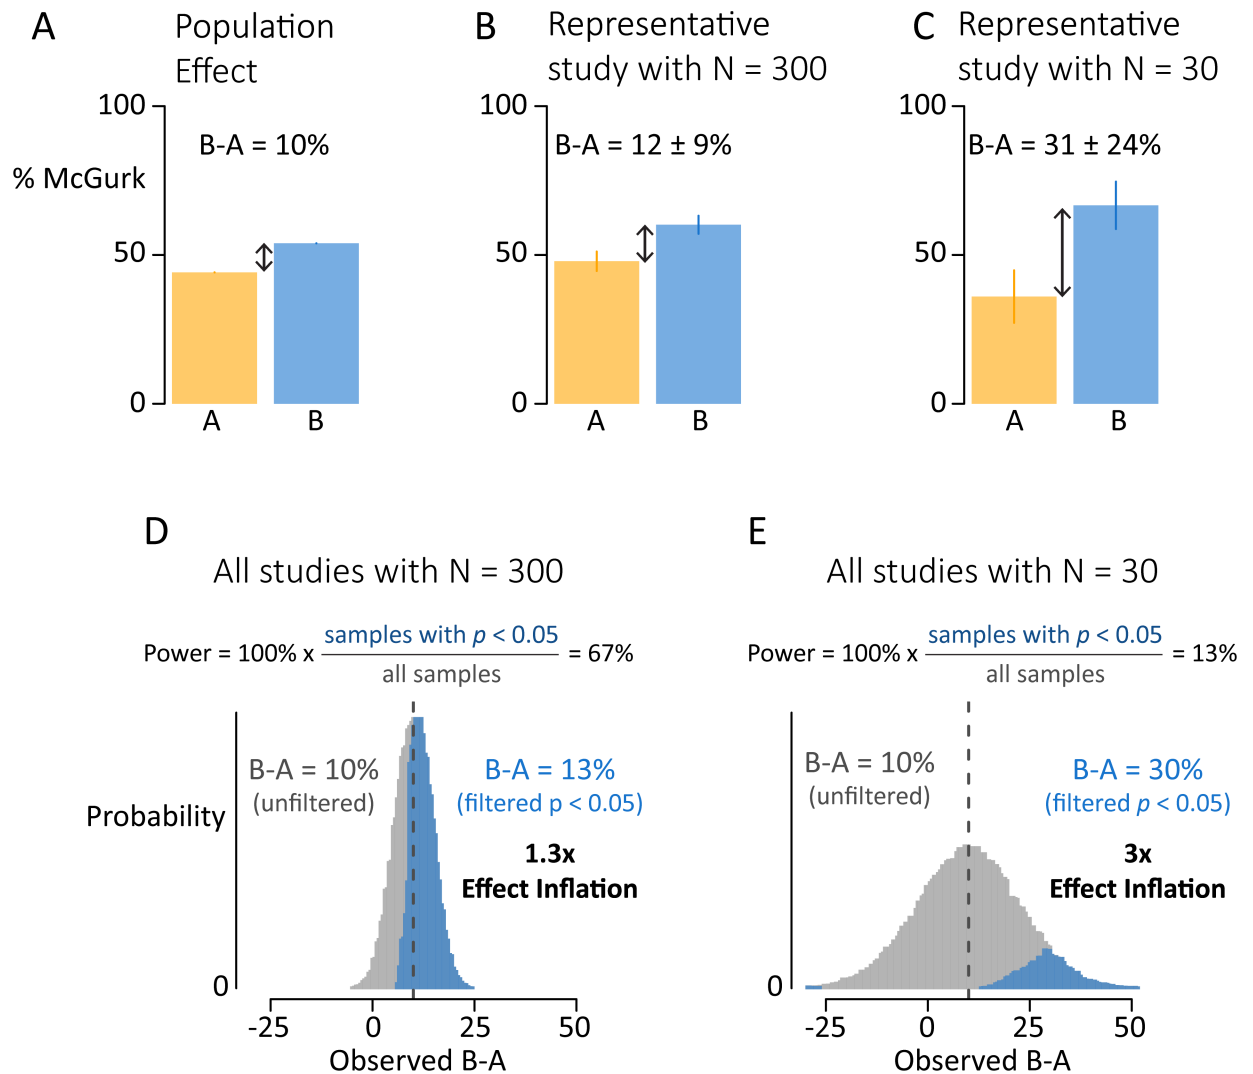 A
Population
Effect
100
B-A = 10%
% McGurk
50
0
A
B
B
Representative
study with N = 300
100
B-A = 12 ± 9%
50
0
A
B
C
Representative
study with N = 30
100
B-A = 31 ± 24%
50
0
A
B
D
All studies with N = 300
samples with p < 0.05
Power = 100% x
= 67%
all samples
B-A = 10%
(unfiltered)
B-A = 13%
(filtered p < 0.05)
Probability
1.3x
Effect Inflation
0
-25
0
25
50
Observed B-A
E
All studies with N = 30
samples with p < 0.05
Power = 100% x
= 13%
all samples
B-A = 10%
(unfiltered)
B-A = 30%
(filtered p < 0.05)
3x
Effect Inflation
0
-25
0
25
50
Observed B-A